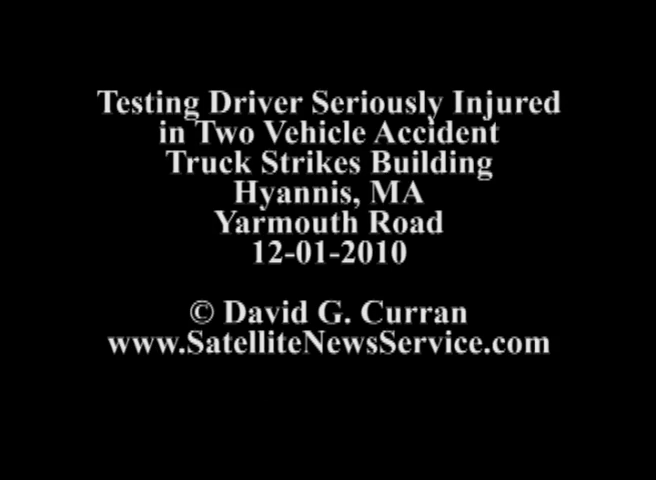 Testing Driver Seriously Injured
in Two Vehicle Accident
Truck Strikes Building
Hyannis, MA
Yarmouth Road
12-01-2010
© David G. Curran
www.SatelliteNewsService.com